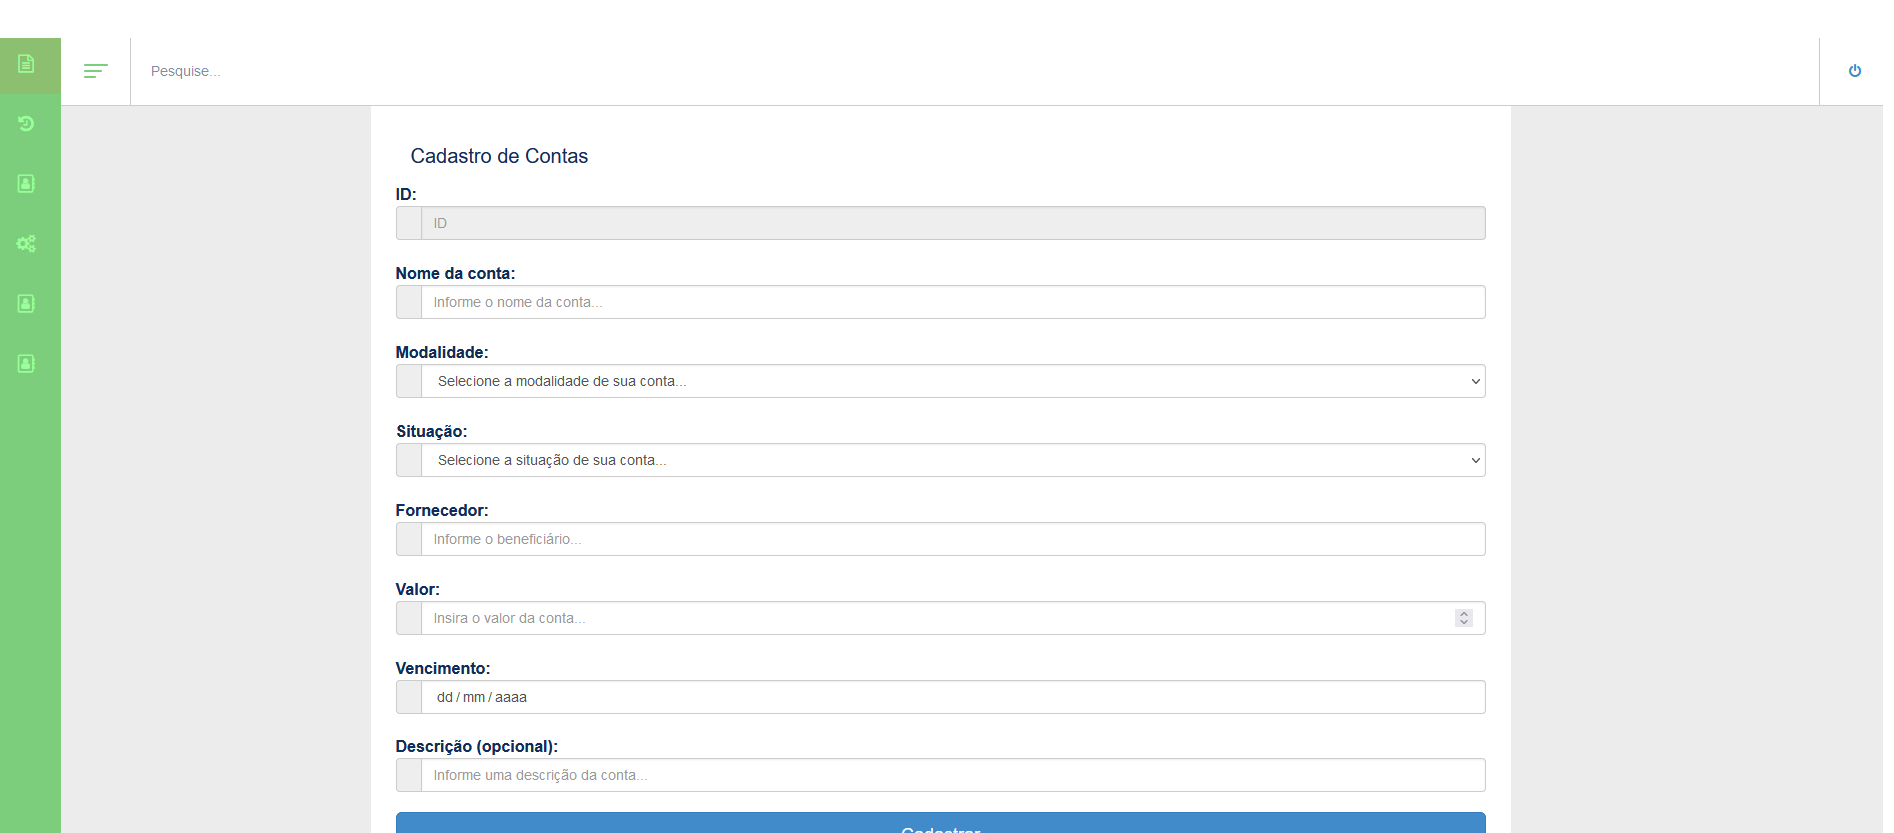 Pesquise...
Cadastro de Contas
ID:
ID
Nome da conta:
Informe o nome da conta...
Modalidade:
Selecione a modalidade de sua conta...
Situação:
Selecione a situação de sua conta...
Fornecedor:
Informe o beneficiário...
Valor:
Insira o valor da conta...
Vencimento:
dd / mm / aaaa
Descrição (opcional):
Informe uma descrição da conta...
Cadastrar